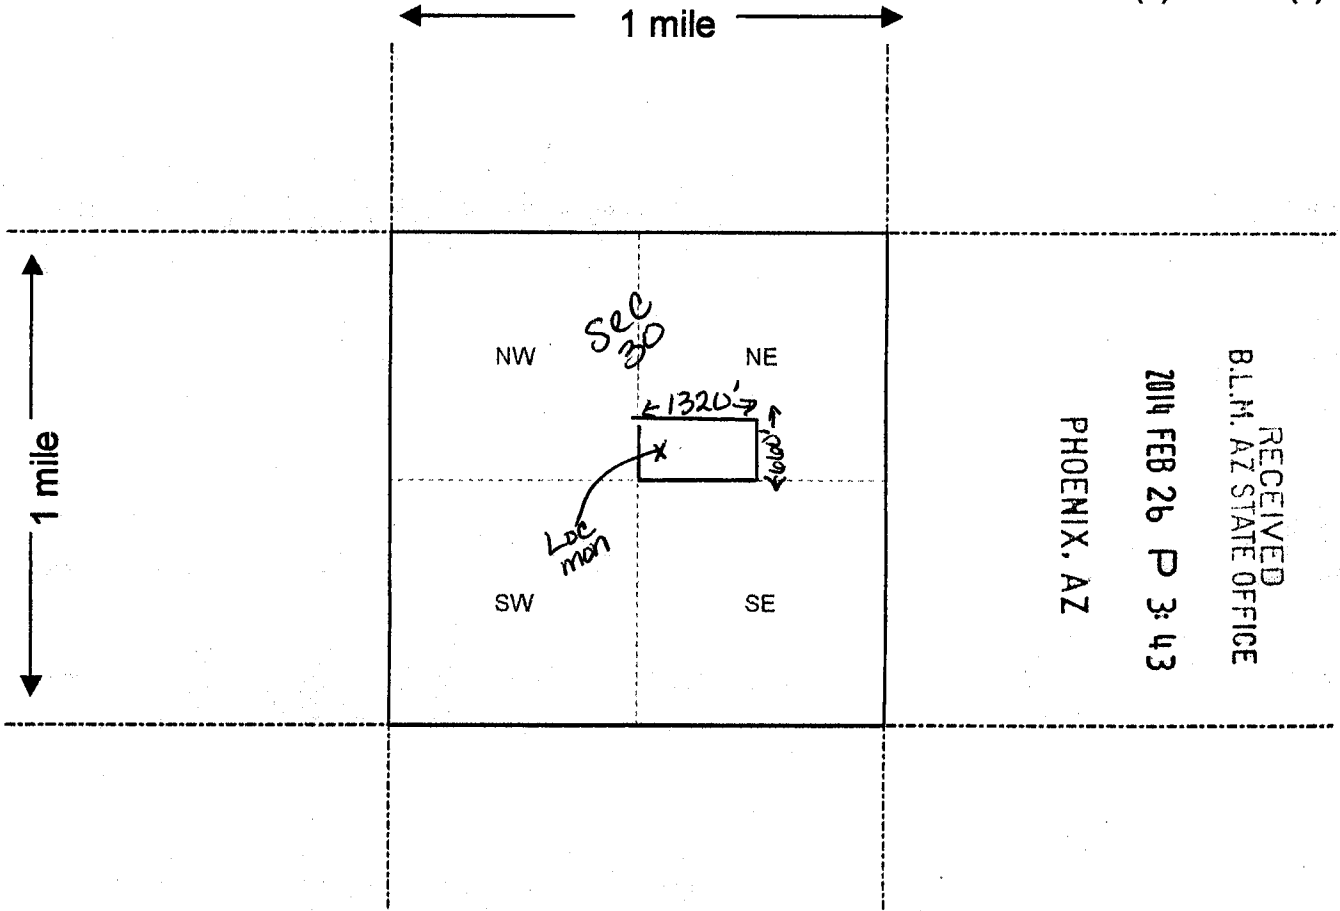 1 mile
1 mile
Sec
30
NW
NE
1320'
660'
Loc
mon
SW
SE
RECEIVED
B.L.M. AZ STATE OFFICE
2014 FEB 26 P 3:43
PHOENIX, AZ